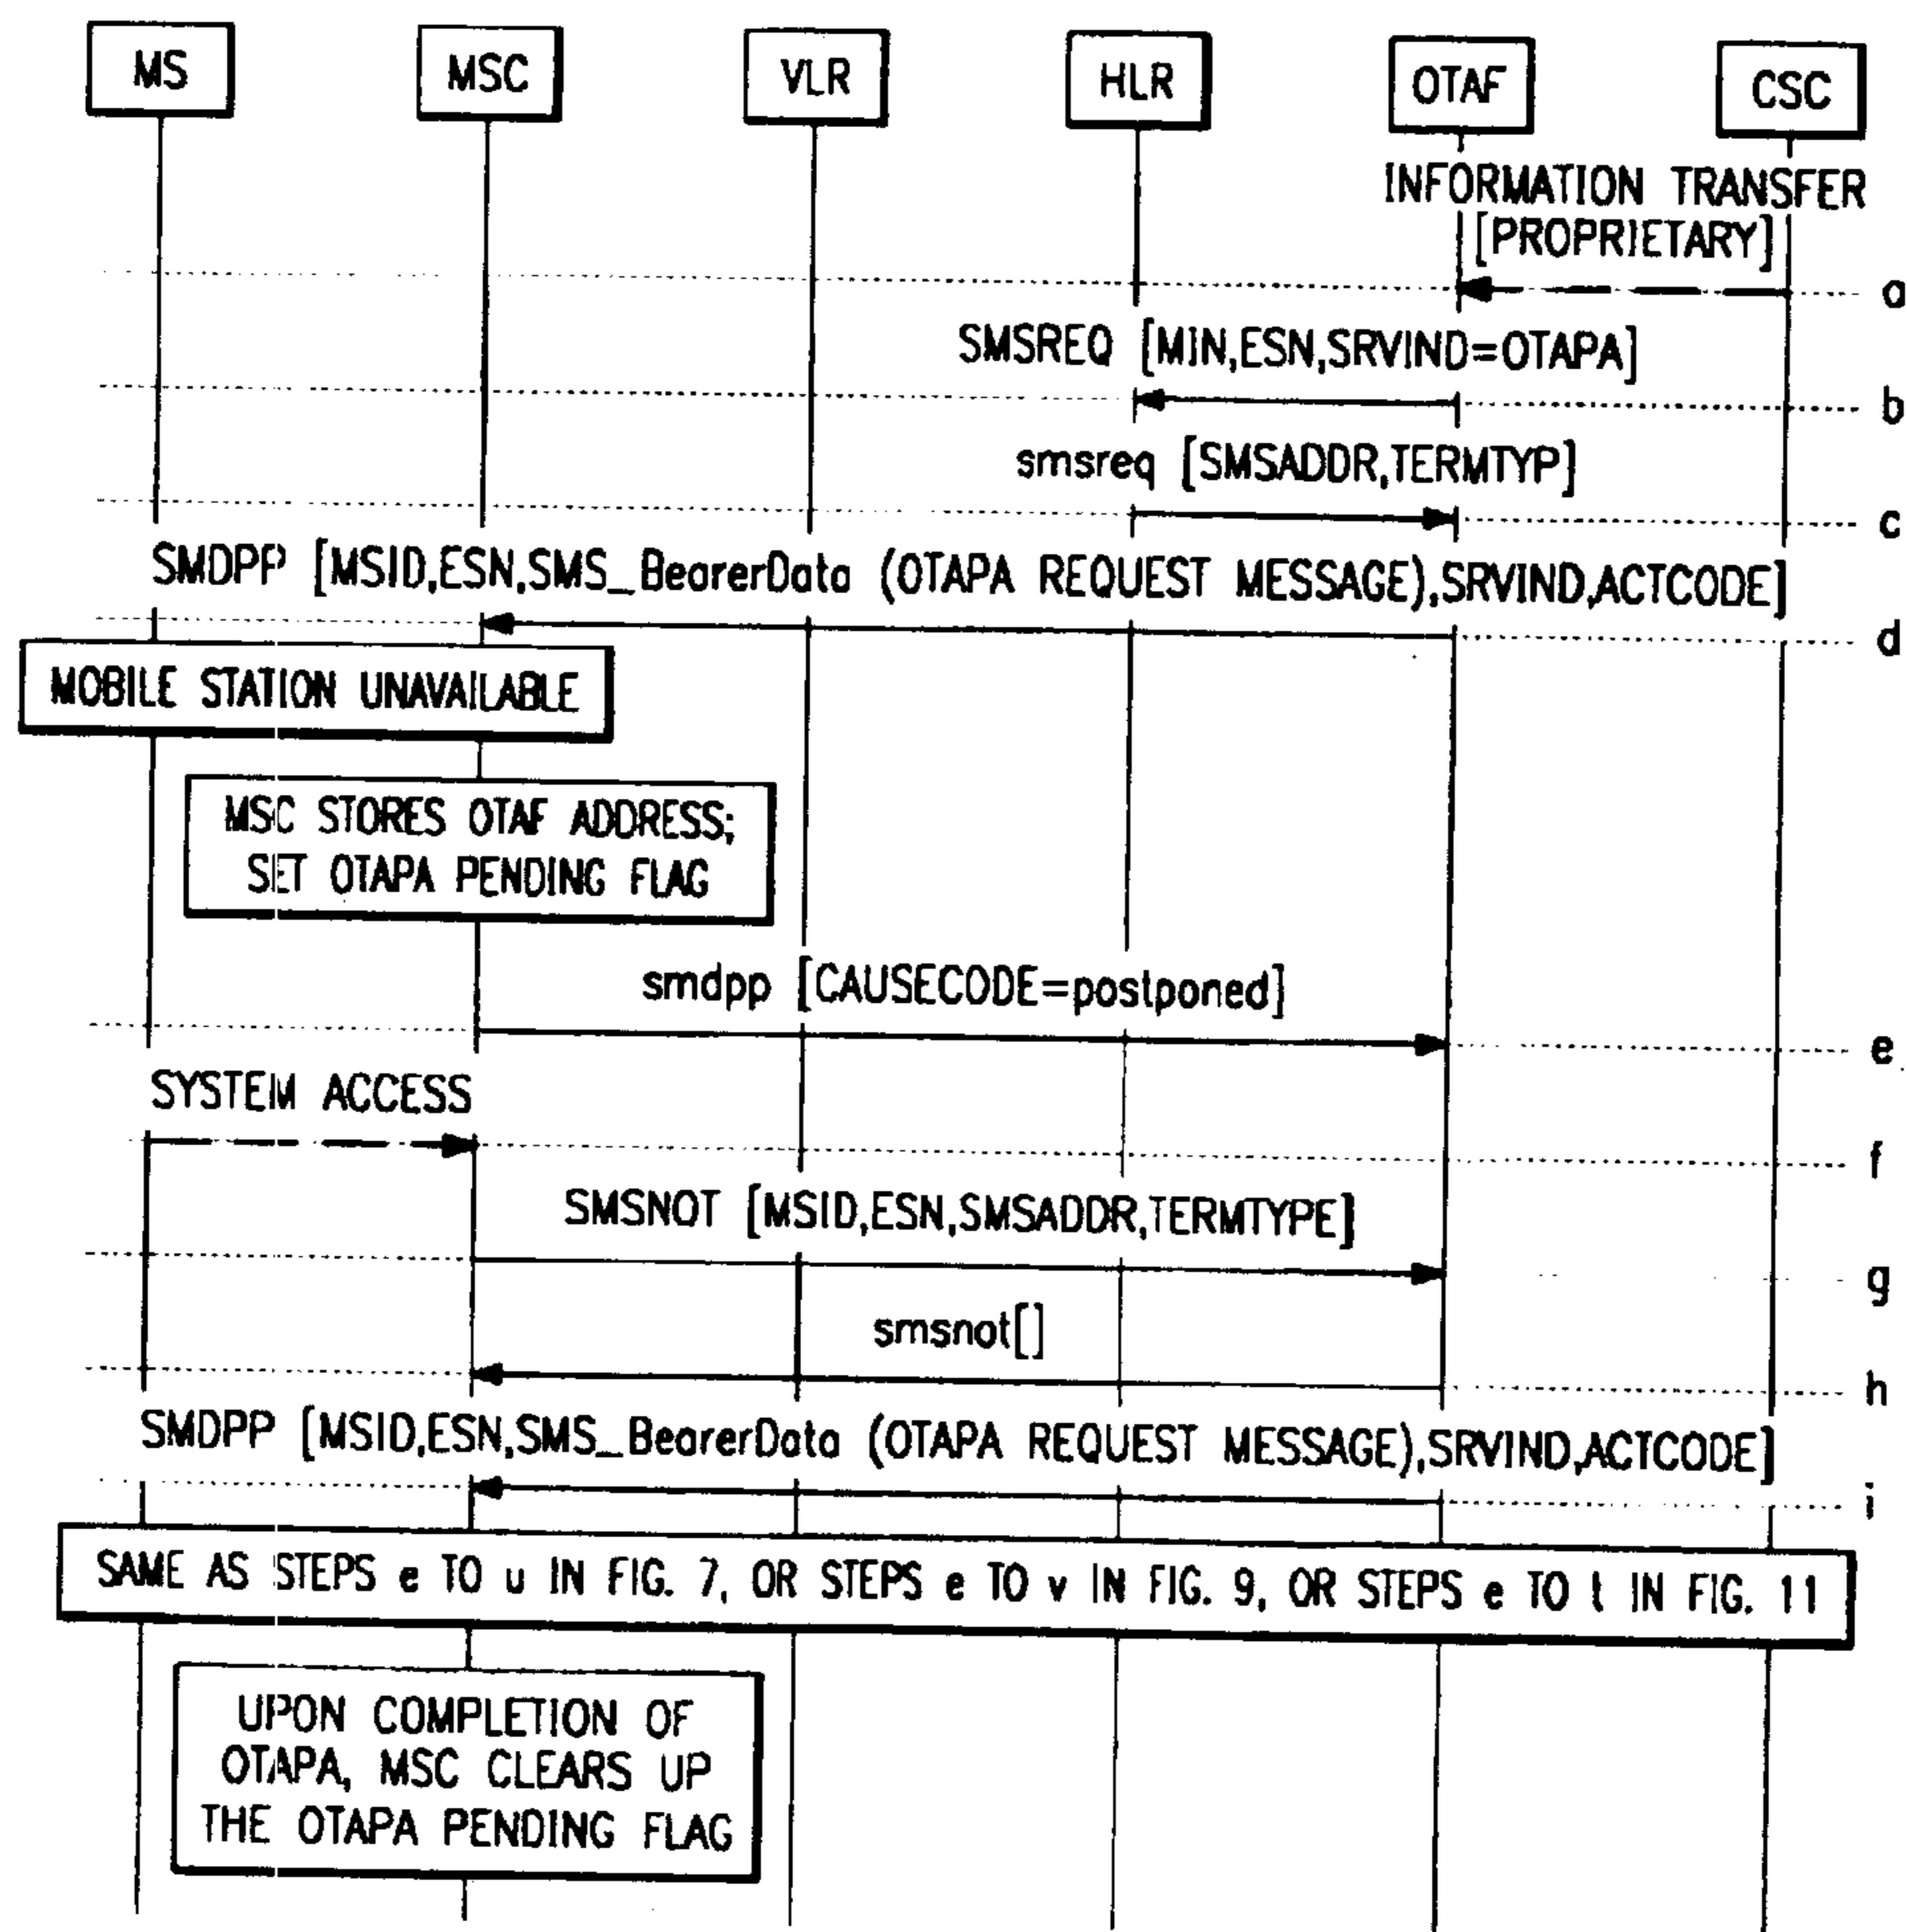 MS MSC VLR HLR OTAF CSC
INFORMATION TRANSFER
[PROPRIETARY]
a
SMSREQ [MIN,ESN,SRVIND=OTAPA]
b
smsreq [SMSADDR,TERMTYP]
c
SMDPP [MSID,ESN,SMS_BearerData (OTAPA REQUEST MESSAGE),SRVIND,ACTCODE]
d
MOBILE STATION UNAVAILABLE
MSC STORES OTAF ADDRESS;
SET OTAPA PENDING FLAG
smdpp [CAUSECODE=postponed]
e
SYSTEM ACCESS
f
SMSNOT [MSID,ESN,SMSADDR,TERMTYPE]
g
smsnot[]
h
SMDPP [MSID,ESN,SMS_BearerData (OTAPA REQUEST MESSAGE),SRVIND,ACTCODE]
i
SAME AS STEPS e TO u IN FIG. 7, OR STEPS e TO v IN FIG. 9, OR STEPS e TO t IN FIG. 11
UPON COMPLETION OF
OTAPA, MSC CLEARS UP
THE OTAPA PENDING FLAG